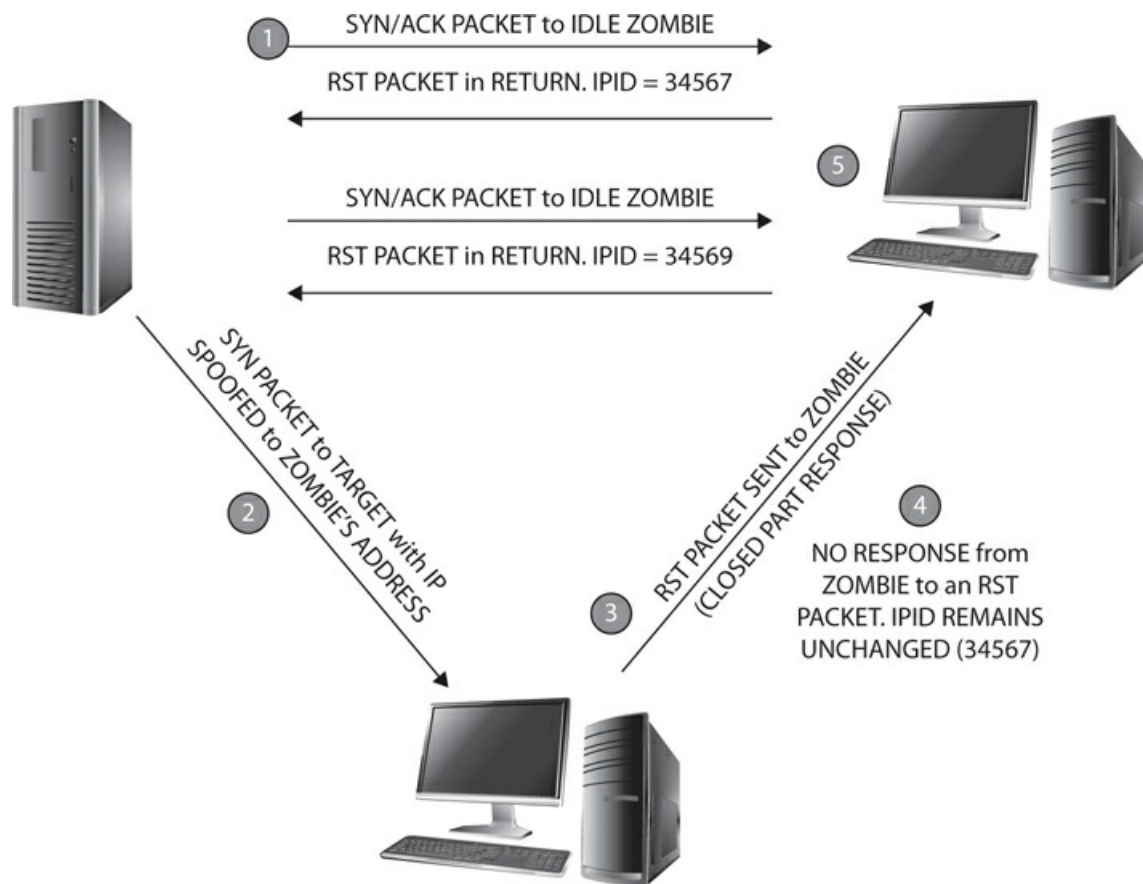 1
SYN/ACK PACKET to IDLE ZOMBIE
RST PACKET in RETURN. IPID = 34567
5
SYN/ACK PACKET to IDLE ZOMBIE
RST PACKET in RETURN. IPID = 34569
SYN PACKET to TARGET with IP
SPOOFED to ZOMBIE'S ADDRESS
2
RST PACKET SENT to ZOMBIE
(CLOSED PART RESPONSE)
3
4
NO RESPONSE from
ZOMBIE to an RST
PACKET. IPID REMAINS
UNCHANGED (34567)